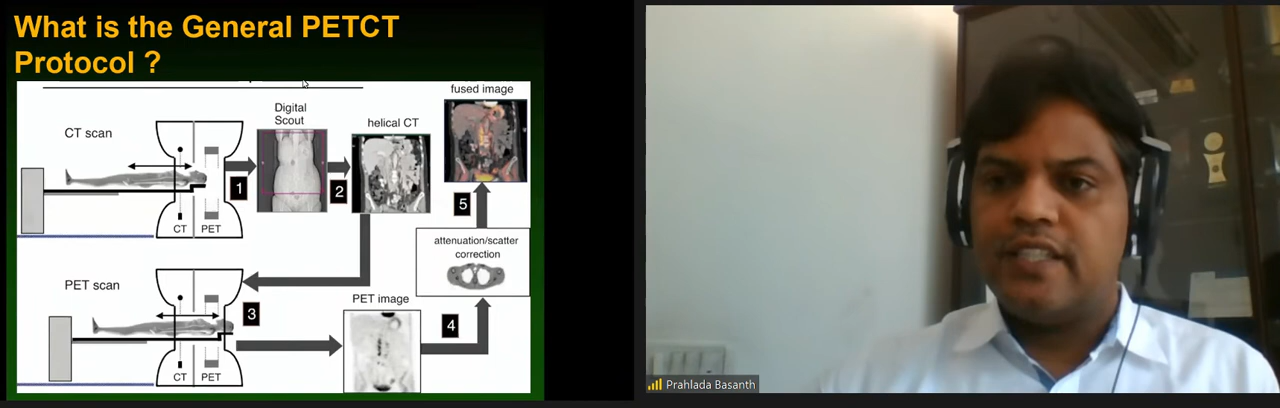 What is the General PETCT
Protocol ?
CT scan
CT
PET
1
Digital
Scout
2
helical CT
fused image
5
attenuation/scatter
correction
PET scan
CT
PET
3
PET image
4
Prahlada Basanth